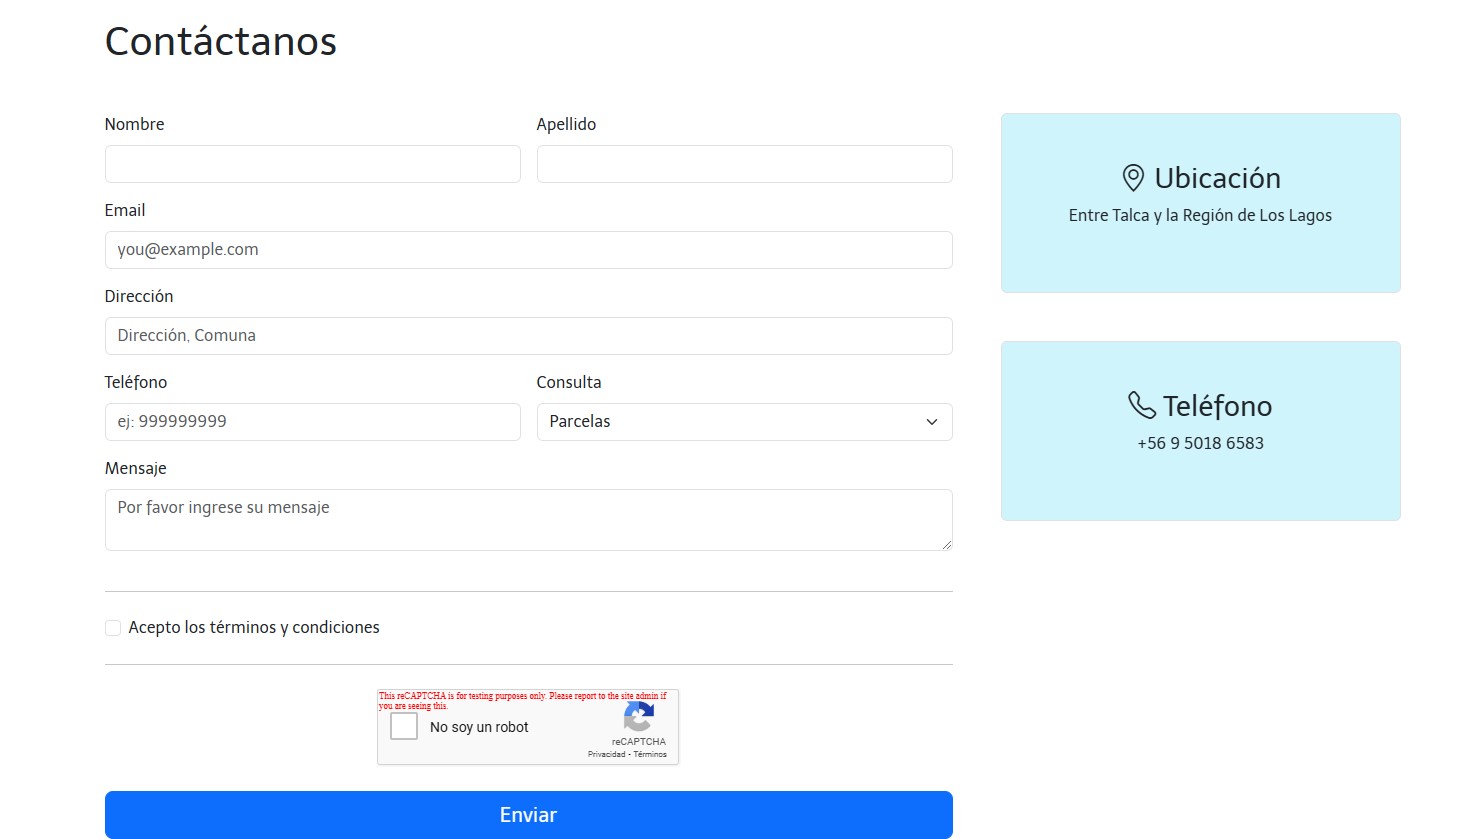 Contáctanos
Nombre
Apellido
Email
you@example.com
Dirección
Dirección, Comuna
Teléfono
Consulta
ej: 999999999
Parcelas
Mensaje
Por favor ingrese su mensaje
Acepto los términos y condiciones
This reCAPTCHA is for testing purposes only. Please report to the site admin if
you are seeing this.
No soy un robot
reCAPTCHA
Privacidad - Términos
Enviar
Ubicación
Entre Talca y la Región de Los Lagos
Teléfono
+56 9 5018 6583